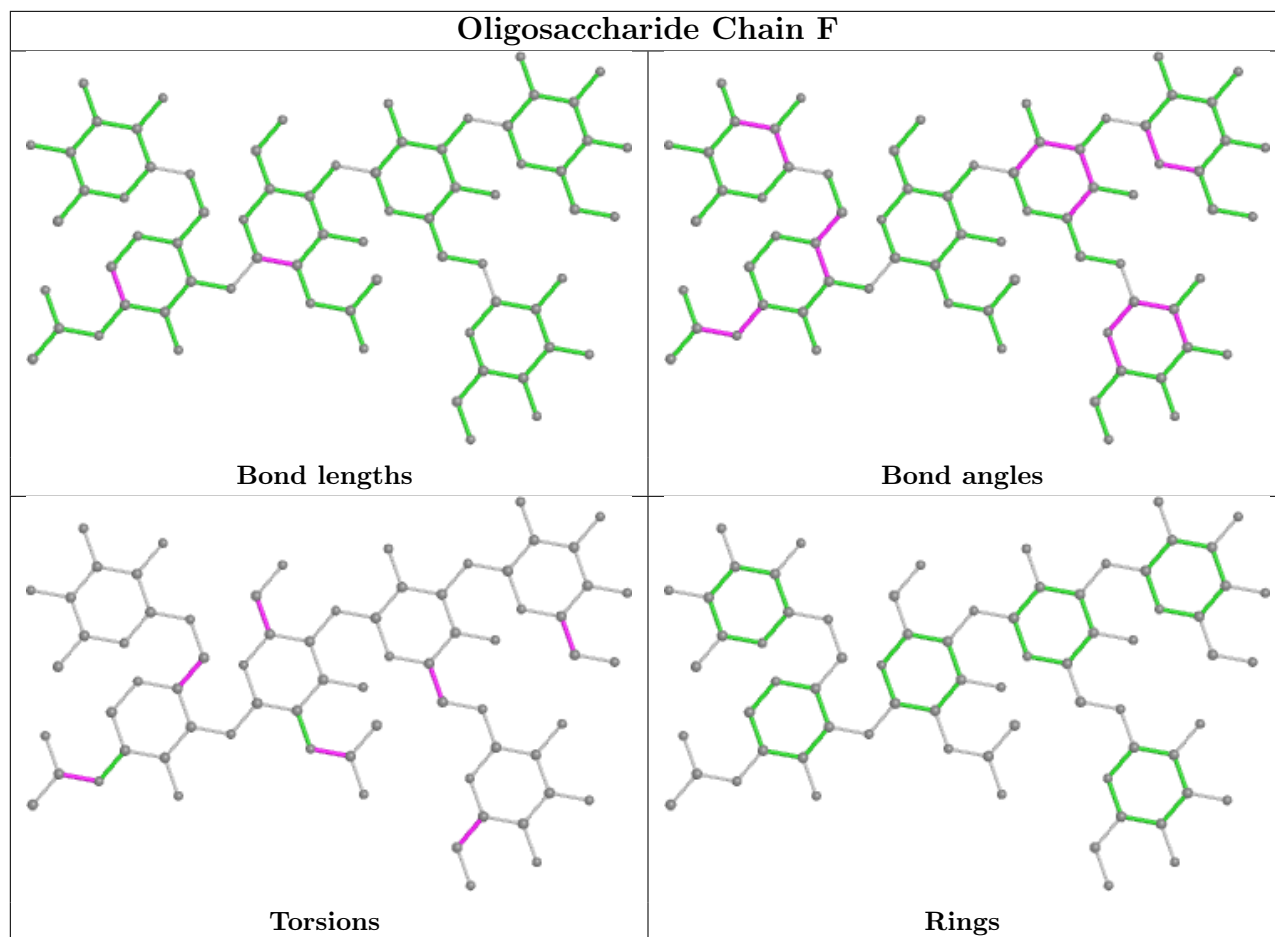 Oligosaccharide Chain F
Bond lengths
Bond angles
Torsions
Rings